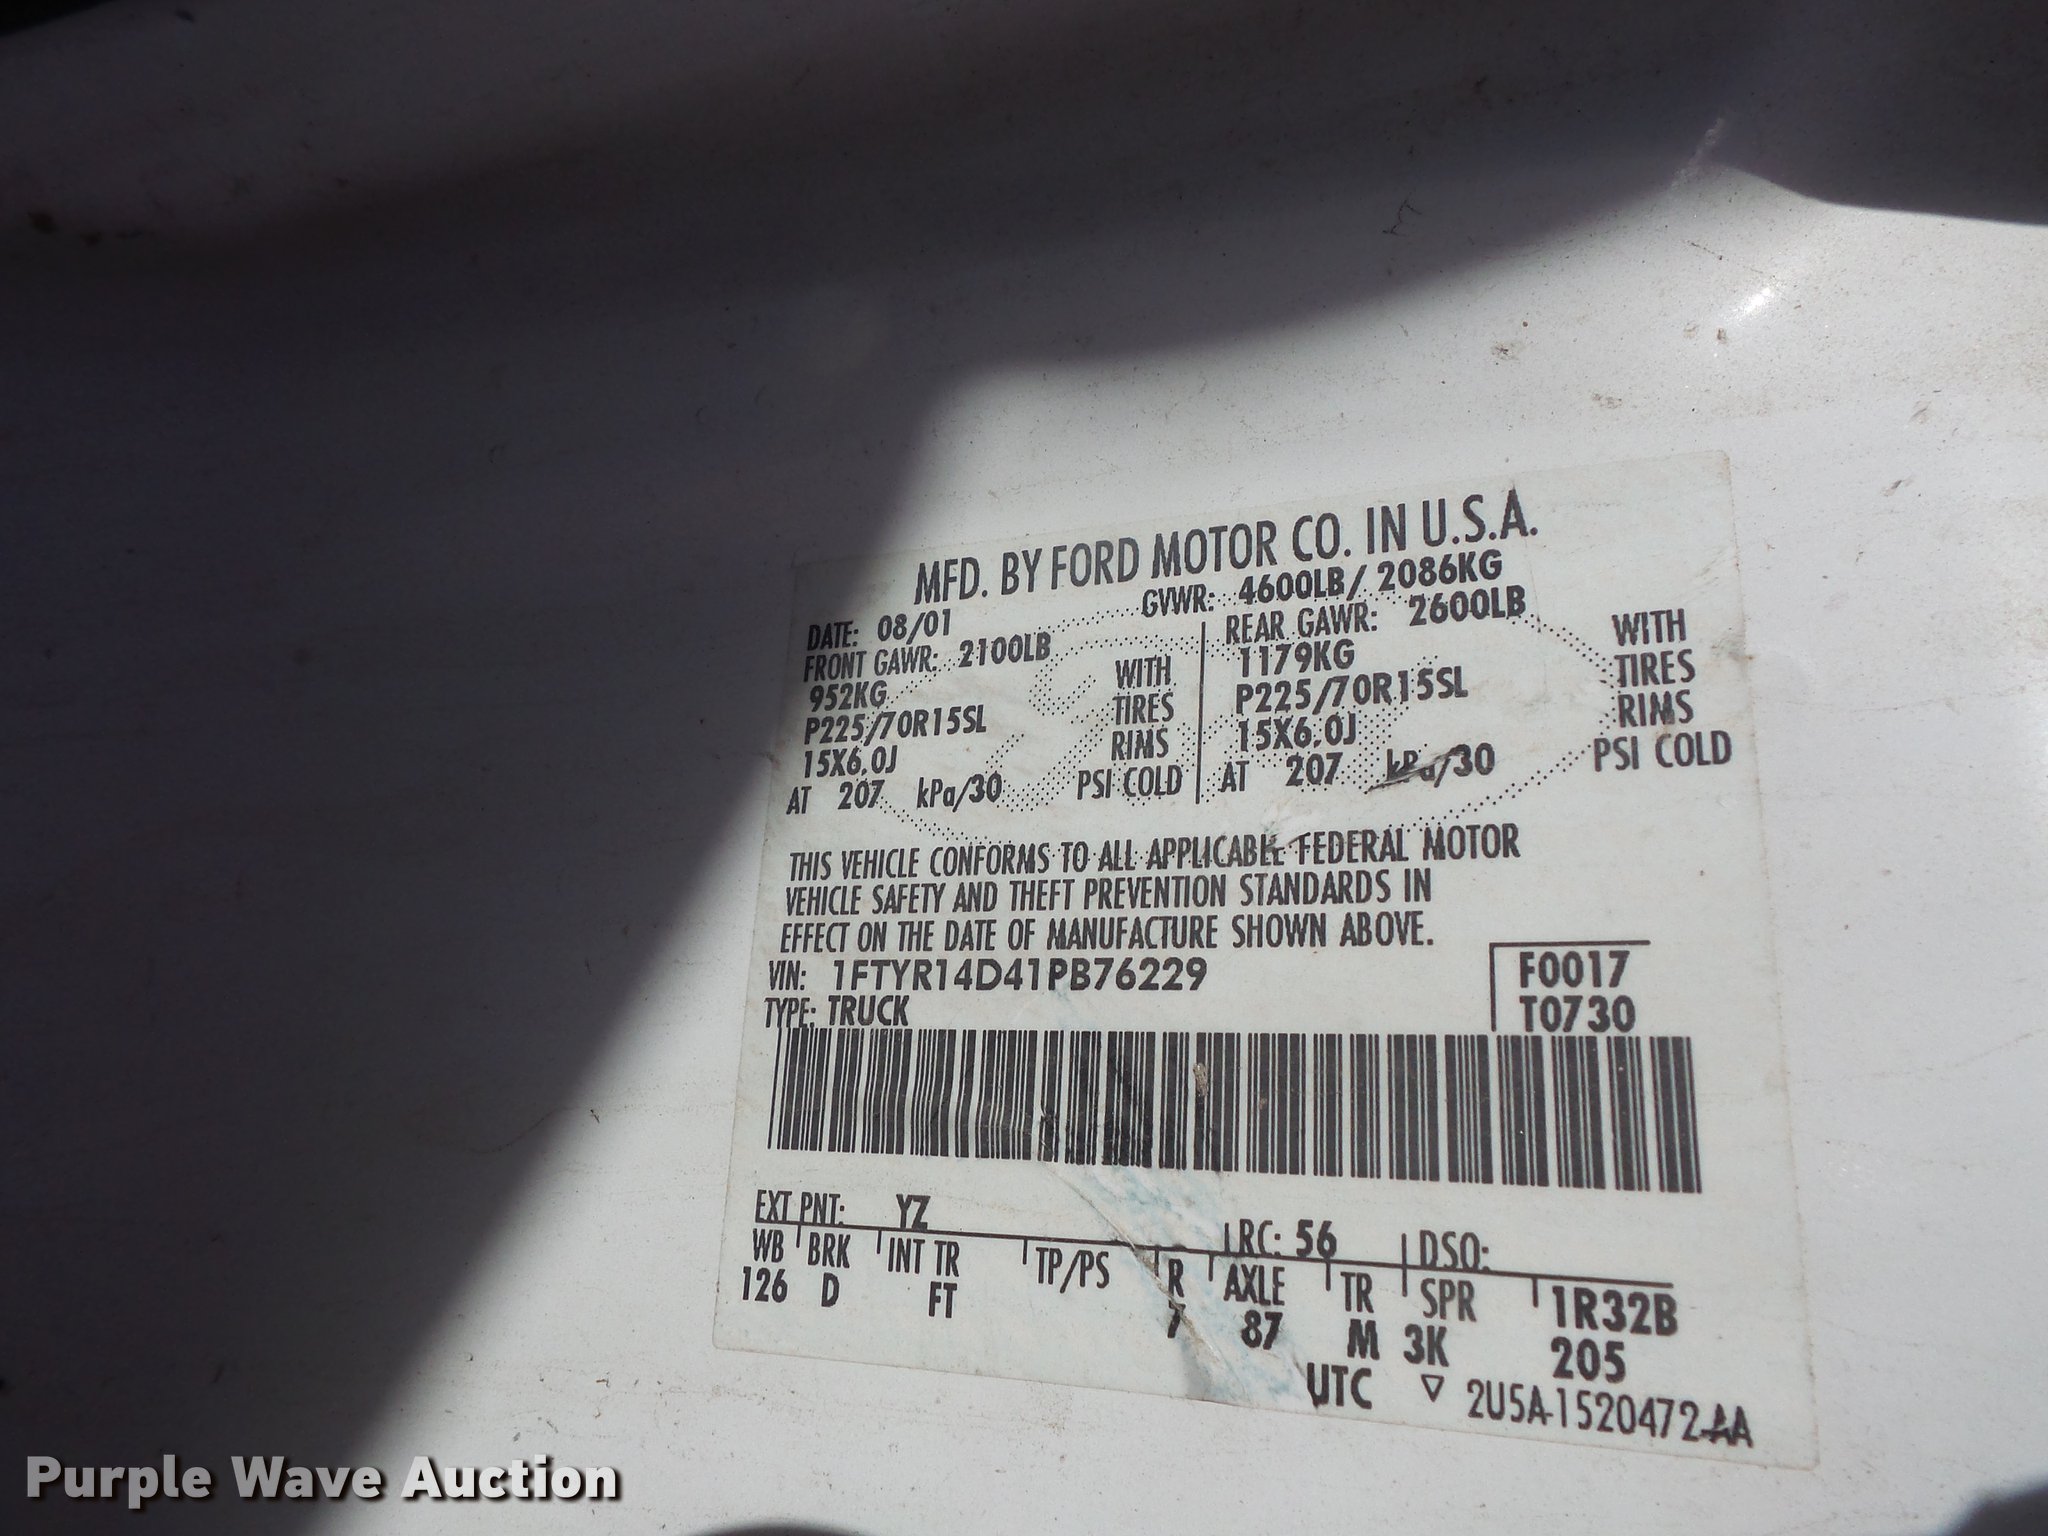 MFD. BY FORD MOTOR CO. IN U.S.A.
DATE: 08/01 GVWR: 4600LB/ 2086KG
FRONT GAWR: 2100LB REAR GAWR: 2600LB
952KG WITH 1179KG WITH
P225/70R15SL TIRES P225/70R15SL TIRES
15X6.0J RIMS 15X6.0J RIMS
AT 207 kPa/30 PSI COLD AT 207 kPa/30 PSI COLD
THIS VEHICLE CONFORMS TO ALL APPLICABLE FEDERAL MOTOR
VEHICLE SAFETY AND THEFT PREVENTION STANDARDS IN
EFFECT ON THE DATE OF MANUFACTURE SHOWN ABOVE.
VIN: 1FTYR14D41PB76229 F0017
TYPE: TRUCK T0730
EXT PNT: YZ RC: 56 DSO:
WB BRK INT TR TP/PS R AXLE TR SPR 1R32B
126 D FT 7 87 M 3K 205
UTC ▽ 2U5A-1520472-AA
Purple Wave Auction